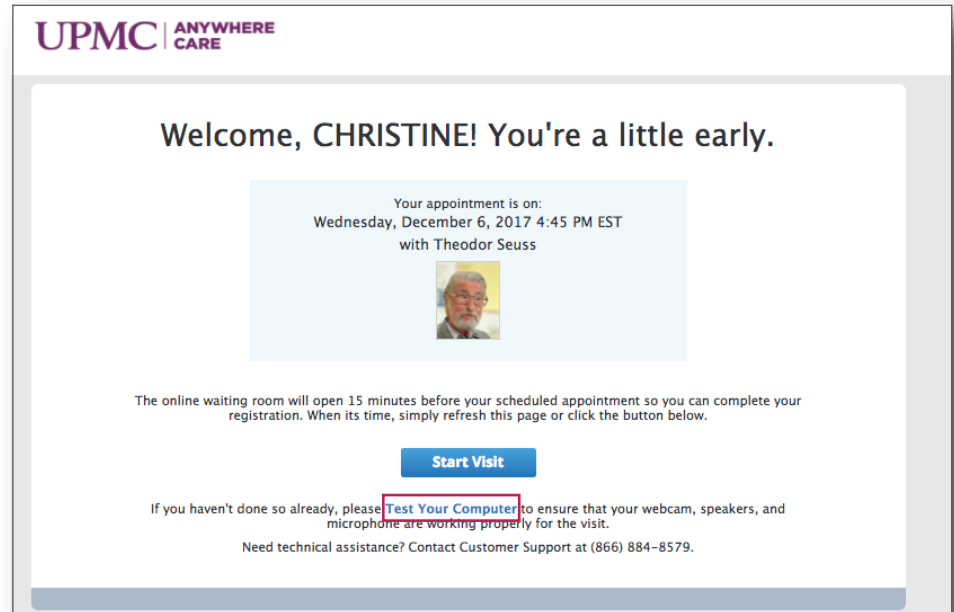 UPMC ANYWHERE
CARE
Welcome, CHRISTINE! You're a little early.
Your appointment is on:
Wednesday, December 6, 2017 4:45 PM EST
with Theodor Seuss
The online waiting room will open 15 minutes before your scheduled appointment so you can complete your
registration. When its time, simply refresh this page or click the button below.
Start Visit
If you haven't done so already, please Test Your Computer to ensure that your webcam, speakers, and
microphone are working properly for the visit.
Need technical assistance? Contact Customer Support at (866) 884-8579.